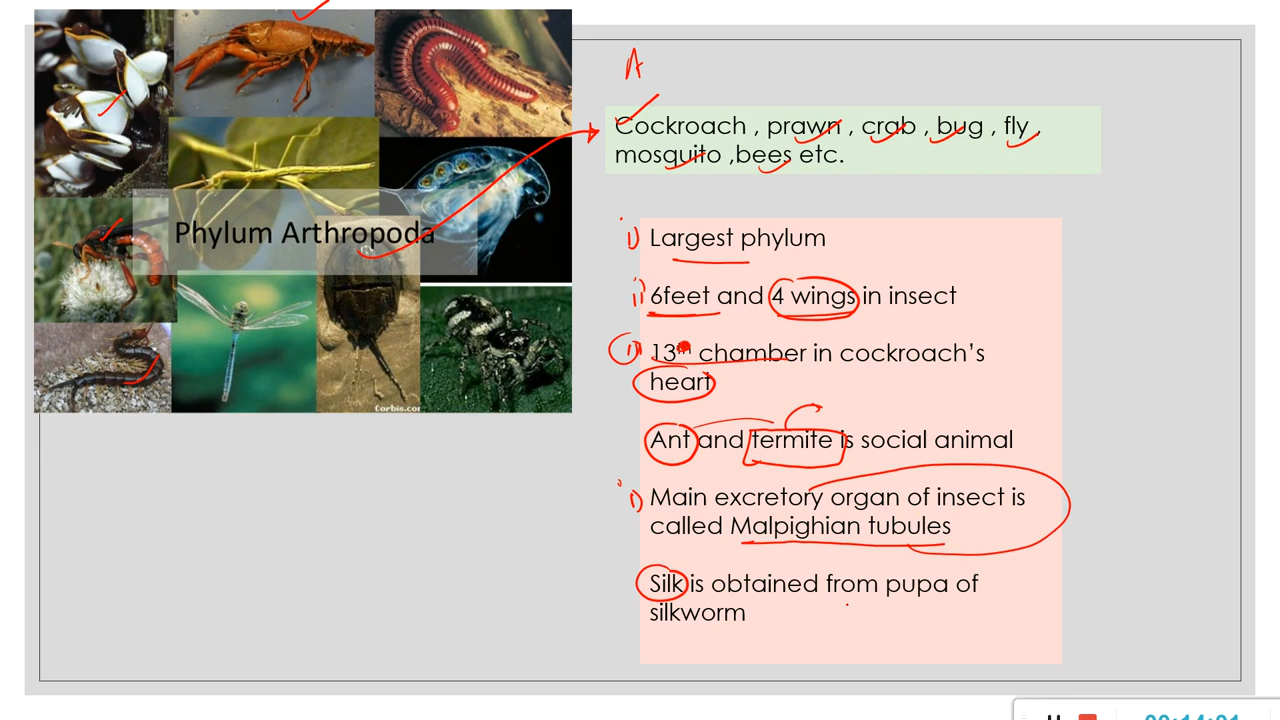 A
Cockroach , prawn , crab , bug , fly ,
mosquito ,bees etc.
Phylum Arthropoda
i) Largest phylum
ii) 6feet and 4 wings in insect
13th chamber in cockroach's
heart
Ant and termite is social animal
Main excretory organ of insect is
called Malpighian tubules
Silk is obtained from pupa of
silkworm
Corbis.com